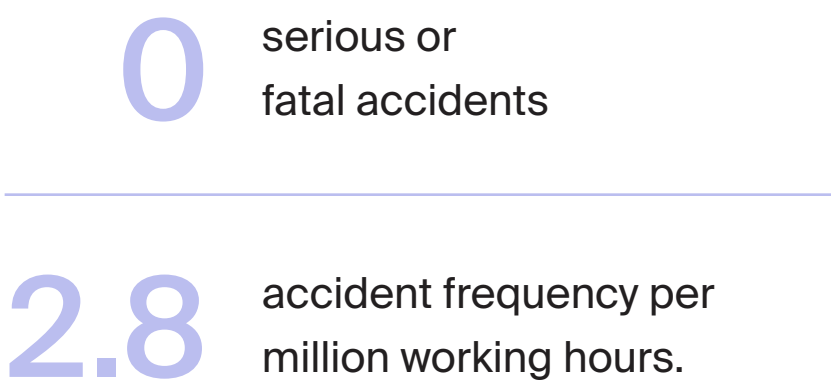 0 serious or
fatal accidents
2.8 accident frequency per
million working hours.